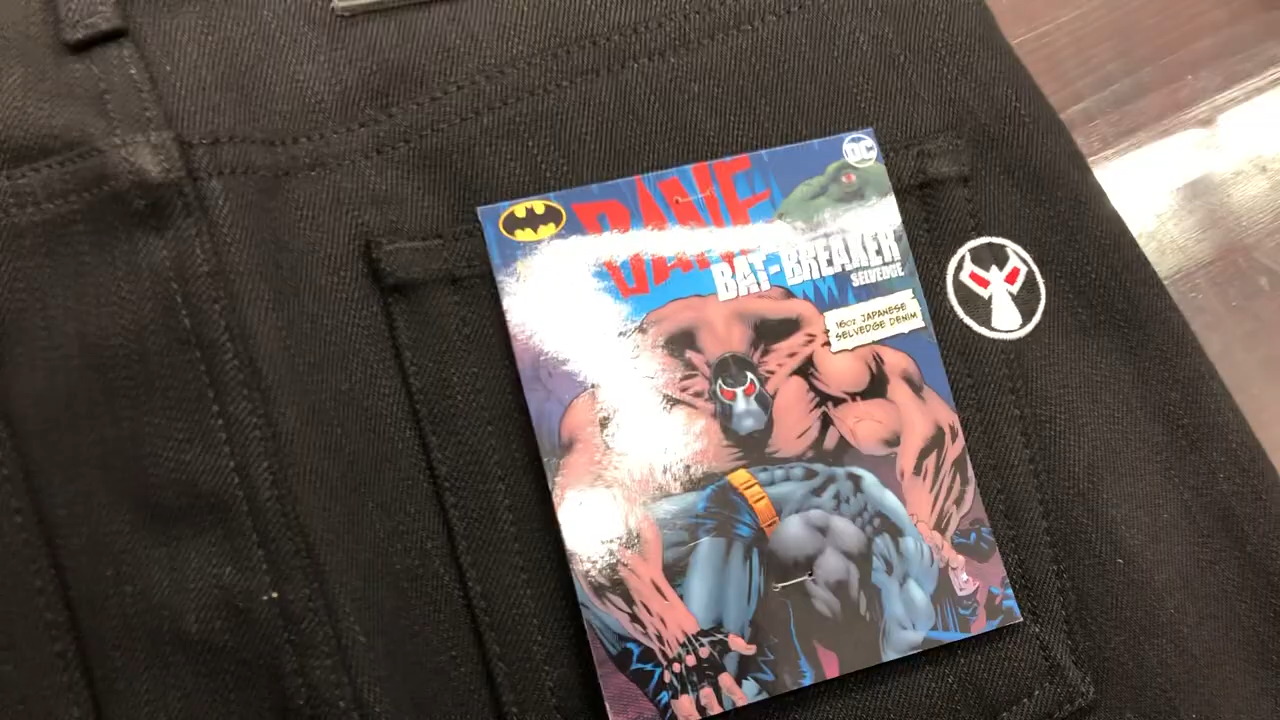 DC
BANE
BAT-BREAKER
SELVEDGE
16oz JAPANESE
SELVEDGE DENIM